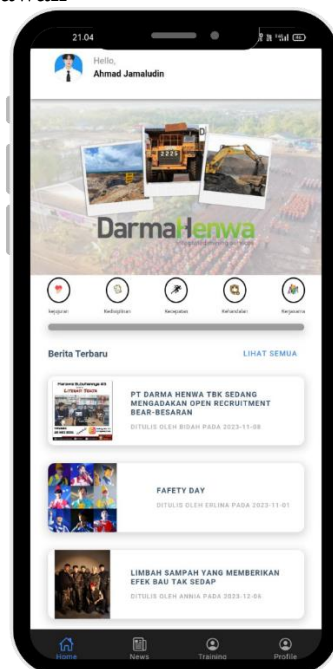 21.04
Hello,
Ahmad Jamaludin
2225
DarmaHenwa
Kedisiplinan
Kecepatan
Kehandalan
Kerjasama
Berita Terbaru
LIHAT SEMUA
PT DARMA HENWA TBK SEDANG
MENGADAKAN OPEN RECRUITMENT
BEAR-BESARAN
DITULIS OLEH BIDAH PADA 2023-11-08
FAFETY DAY
DITULIS OLEH ERLINA PADA 2023-11-01
LIMBAH SAMPAH YANG MEMBERIKAN
EFEK BAU TAK SEDAP
DITULIS OLEH ANNIA PADA 2023-12-06
Home
News
Training
Profile